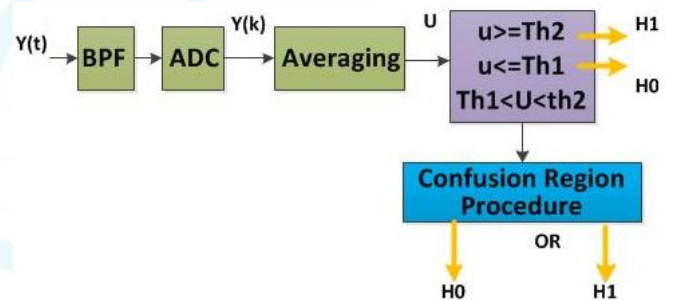 Y(t)
BPF
ADC
Y(k)
Averaging
U
u>=Th2
u<=Th1
Th1<U<th2
H1
H0
Confusion Region
Procedure
OR
H0
H1